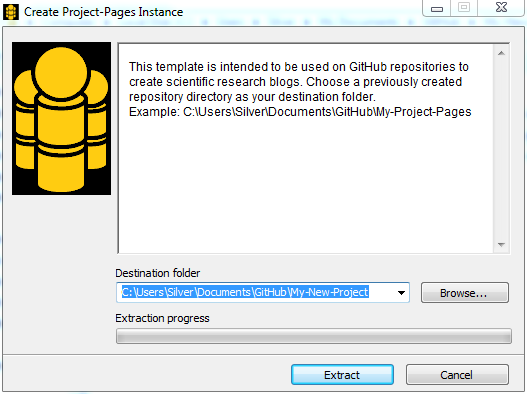 Create Project-Pages Instance
This template is intended to be used on GitHub repositories to
create scientific research blogs. Choose a previously created
repository directory as your destination folder.
Example: C:\Users\Silver\Documents\GitHub\My-Project-Pages
Destination folder
C:\Users\Silver\Documents\GitHub\My-New-Project
Browse...
Extraction progress
Extract
Cancel